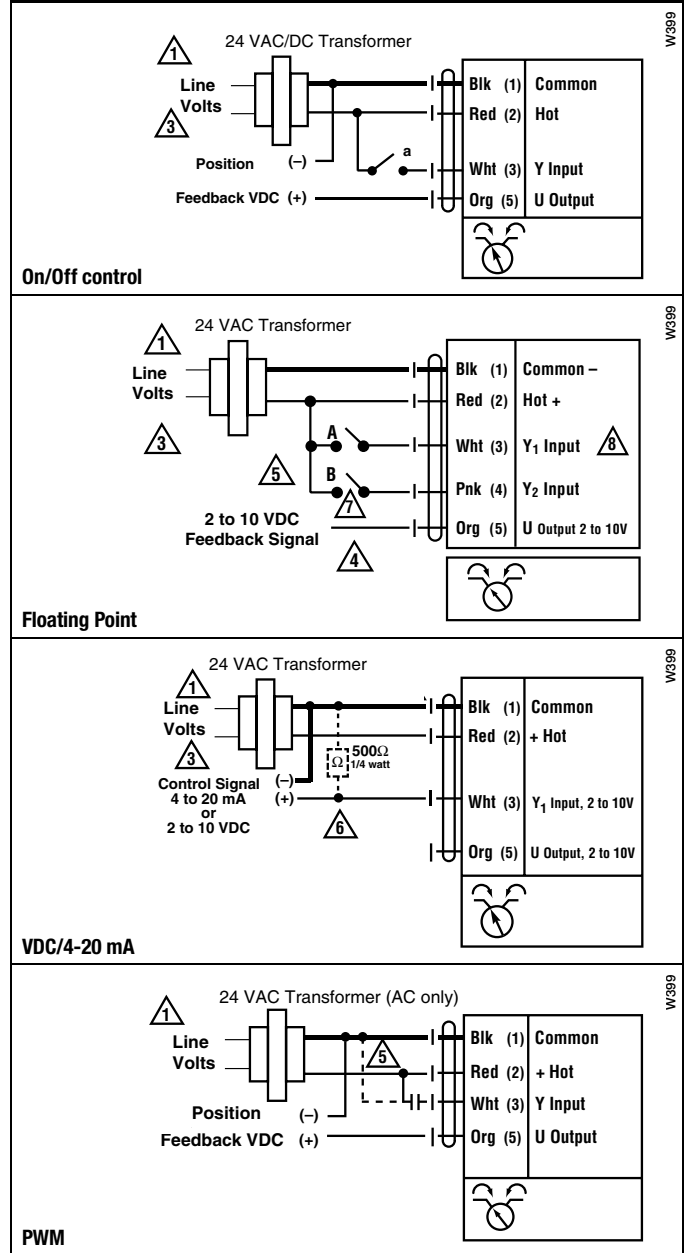 W399
24 VAC/DC Transformer
1
Line
Volts
3
Blk (1) Common
Red (2) Hot
a
Position (–)
Wht (3) Y Input
Feedback VDC (+)
Org (5) U Output
On/Off control
W399
24 VAC Transformer
1
Line
Volts
3
Blk (1) Common –
Red (2) Hot +
A
Wht (3) Y1 Input 8
5
B
7
Pnk (4) Y2 Input
2 to 10 VDC
Feedback Signal
4
Org (5) U Output 2 to 10V
Floating Point
W399
24 VAC Transformer
1
Line
Volts
3
Blk (1) Common
Red (2) + Hot
Ω 500Ω
1/4 watt
Control Signal (–)
4 to 20 mA (+)
or
2 to 10 VDC
6
Wht (3) Y1 Input, 2 to 10V
Org (5) U Output, 2 to 10V
VDC/4-20 mA
W399
24 VAC Transformer (AC only)
1
Line
Volts
5
Blk (1) Common
Red (2) + Hot
Wht (3) Y Input
Position (–)
Feedback VDC (+)
Org (5) U Output
PWM